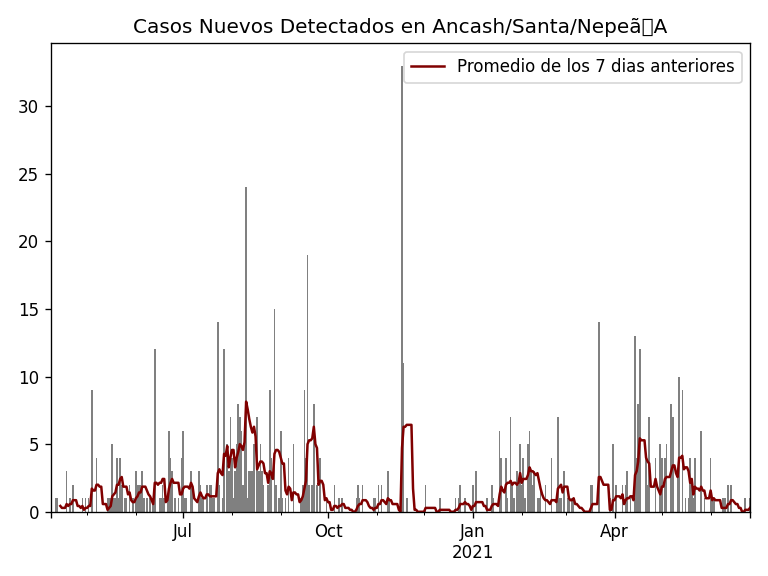 Casos Nuevos Detectados en Ancash/Santa/Nepeã▯A
Promedio de los 7 dias anteriores
30
25
20
15
10
5
0
Jul
Oct
Jan
2021
Apr